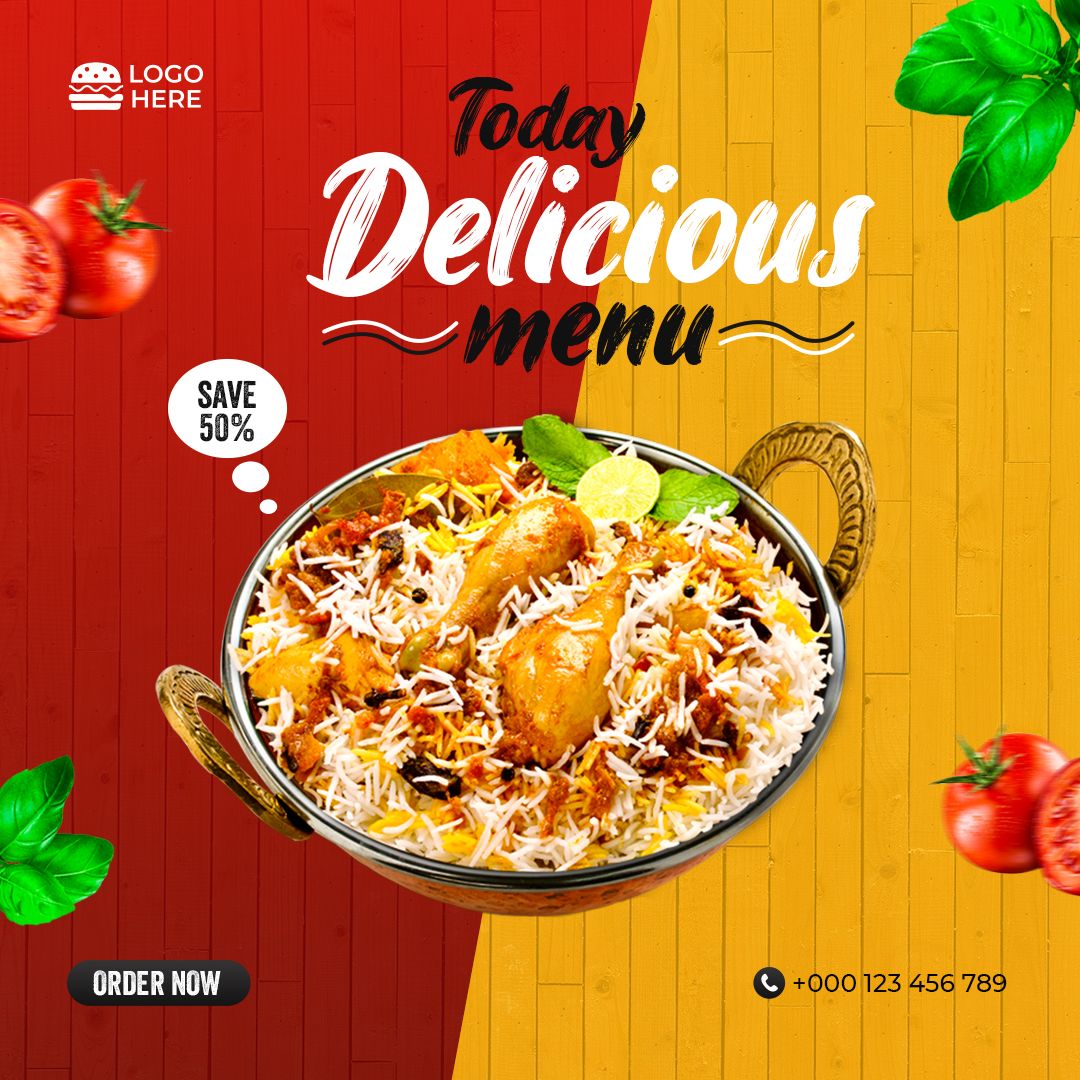 LOGO
HERE
Today
Delicious
menu
SAVE
50%
ORDER NOW
+000 123 456 789